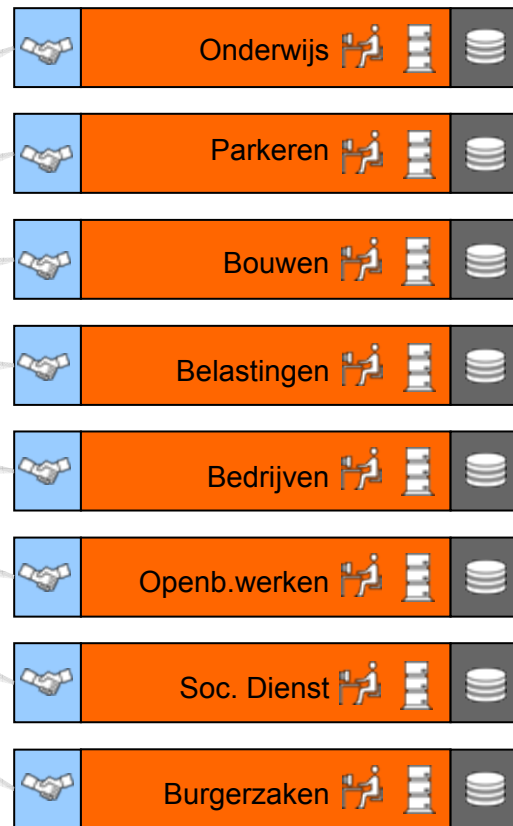 Onderwijs
Parkeren
Bouwen
Belastingen
Bedrijven
Openb.werken
Soc. Dienst
Burgerzaken